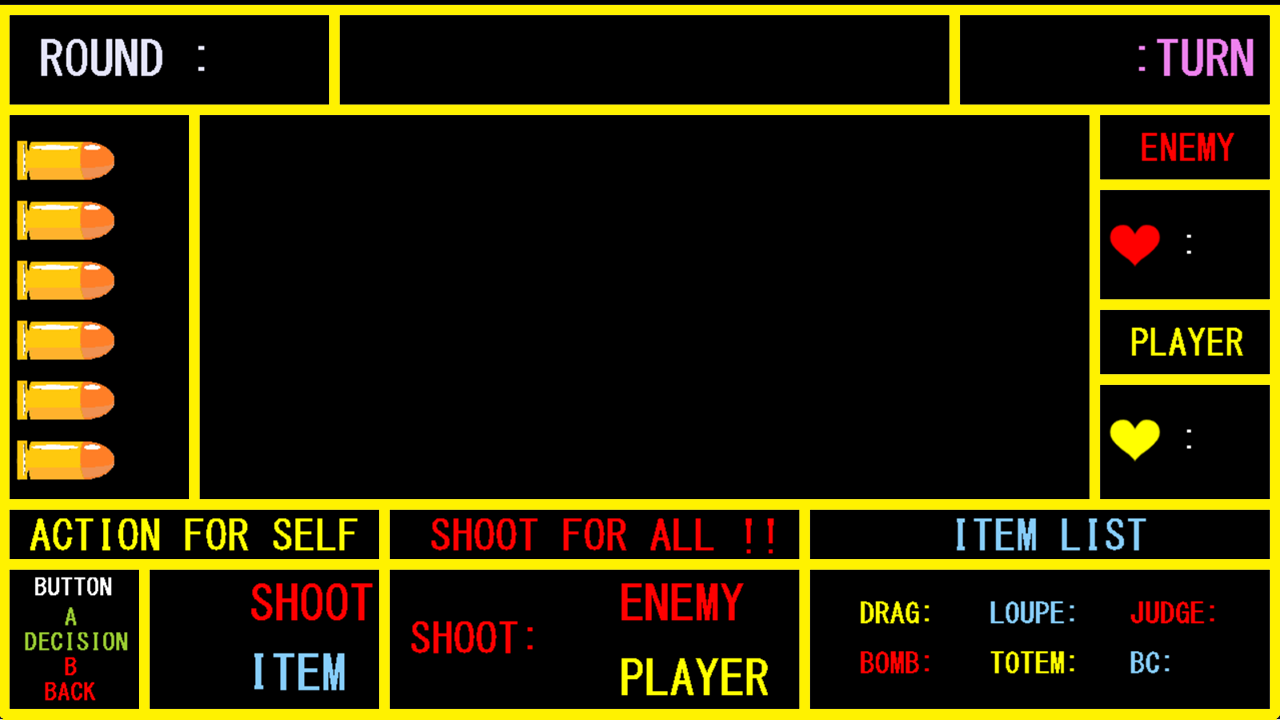 ROUND :
:TURN
ENEMY
:
PLAYER
:
ACTION FOR SELF
SHOOT FOR ALL !!
ITEM LIST
BUTTON
A
DECISION
B
BACK
SHOOT
ITEM
SHOOT:
ENEMY
PLAYER
DRAG: LOUPE: JUDGE:
BOMB: TOTEM: BC: